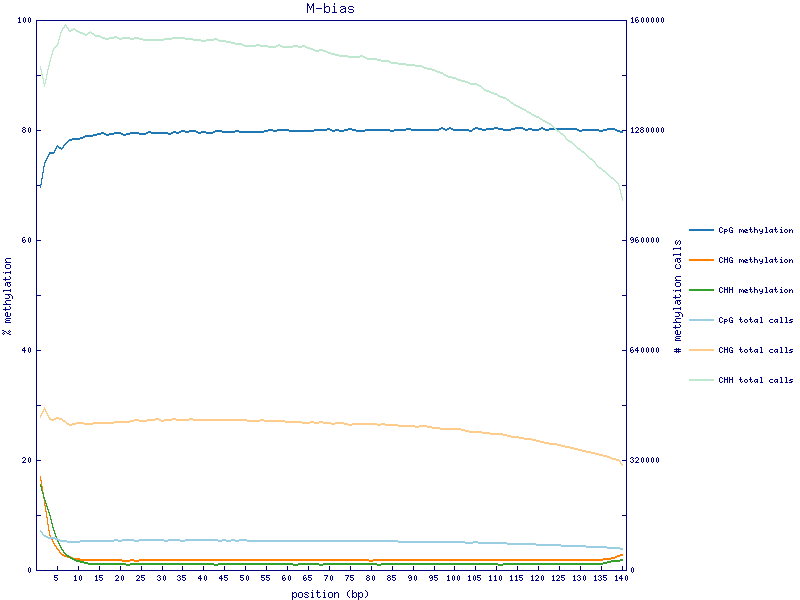 M-bias
100
80
60
40
20
0
% methylation
1600000
1280000
960000
640000
320000
0
# methylation calls
5 10 15 20 25 30 35 40 45 50 55 60 65 70 75 80 85 90 95 100 105 110 115 120 125 130 135 140
position (bp)
CpG methylation
CHG methylation
CHH methylation
CpG total calls
CHG total calls
CHH total calls